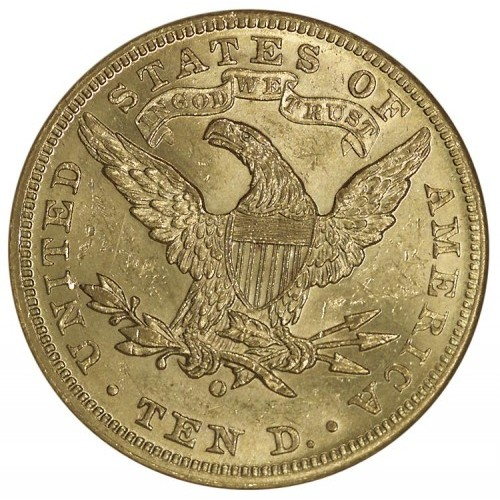 UNITED STATES OF AMERICA
IN GOD WE TRUST
O
TEN D.